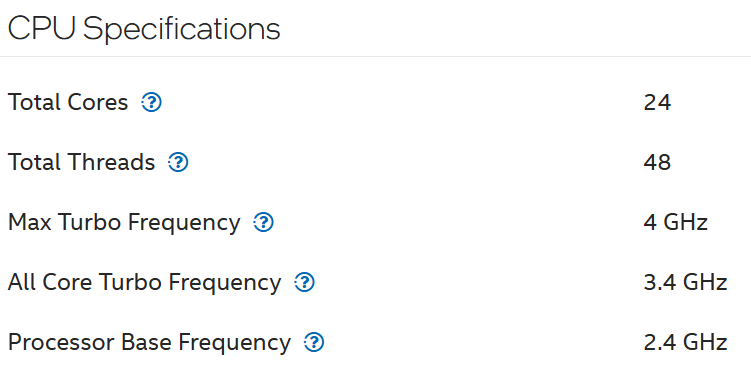 CPU Specifications
Total Cores ? 24
Total Threads ? 48
Max Turbo Frequency ? 4 GHz
All Core Turbo Frequency ? 3.4 GHz
Processor Base Frequency ? 2.4 GHz